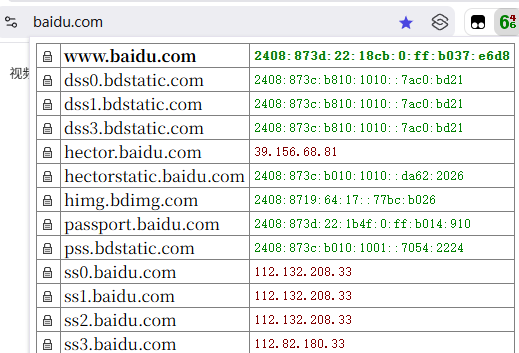 baidu.com
6 4 6
视频
www.baidu.com 2408:873d:22:18cb:0:ff:b037:e6d8
dss0.bdstatic.com 2408:873c:b810:1010::7ac0:bd21
dss1.bdstatic.com 2408:873c:b810:1010::7ac0:bd21
dss3.bdstatic.com 2408:873c:b810:1010::7ac0:bd21
hector.baidu.com 39.156.68.81
hectorstatic.baidu.com 2408:873c:b010:1010::da62:2026
himg.bdimg.com 2408:8719:64:17::77bc:b026
passport.baidu.com 2408:873d:22:1b4f:0:ff:b014:910
pss.bdstatic.com 2408:873c:b010:1001::7054:2224
ss0.baidu.com 112.132.208.33
ss1.baidu.com 112.132.208.33
ss2.baidu.com 112.132.208.33
ss3.baidu.com 112.82.180.33